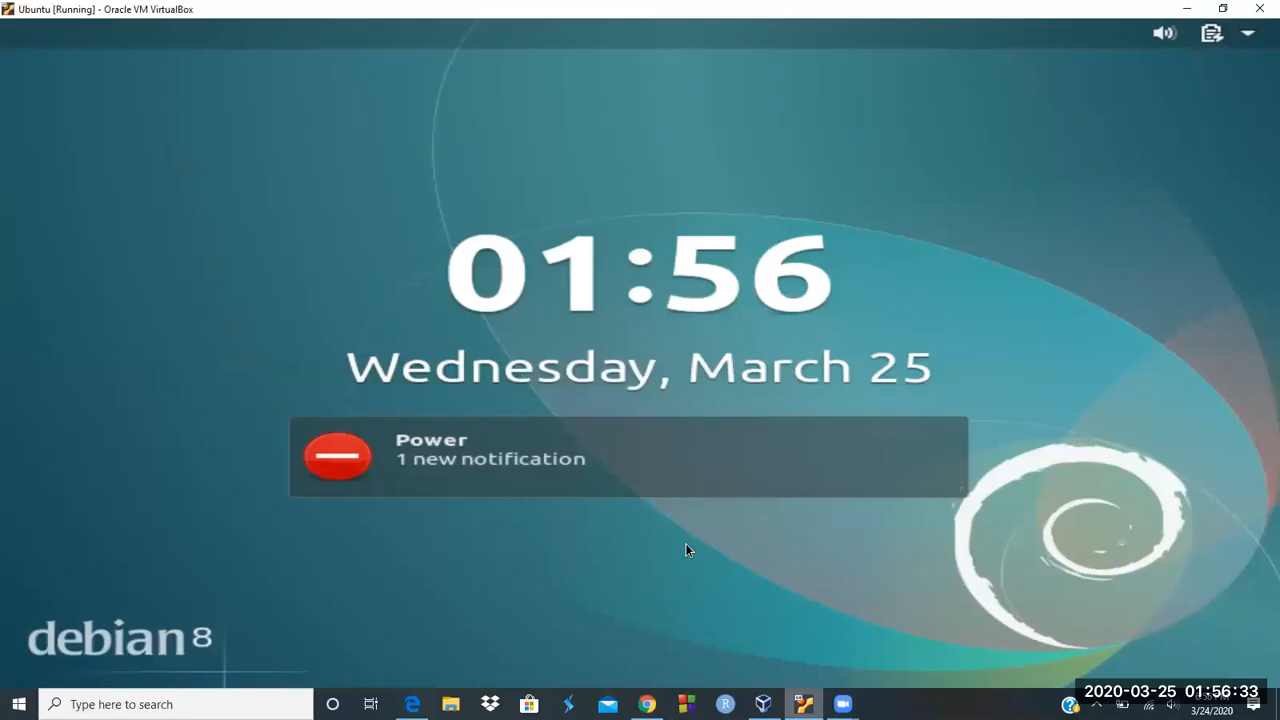 Ubuntu [Running] - Oracle VM VirtualBox
01:56
Wednesday, March 25
Power
1 new notification
debian 8
Type here to search
2020-03-25 01:56:33
3/24/2020